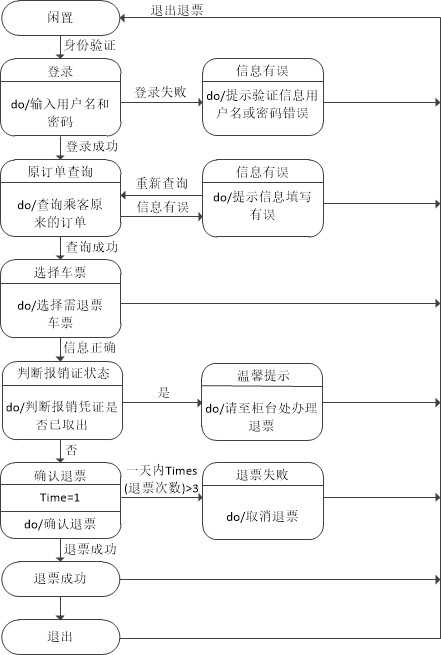 闲置
退出退票
身份验证
登录
do/输入用户名和
密码
登录失败
信息有误
do/提示验证信息用
户名或密码错误
登录成功
原订单查询
do/查询乘客原
来的订单
重新查询
信息有误
信息有误
do/提示信息填写
有误
查询成功
选择车票
do/选择需退票
车票
信息正确
判断报销证状态
do/判断报销凭证是
否已取出
是
温馨提示
do/请至柜台处办理
退票
否
确认退票
Time=1
do/确认退票
一天内Times
(退票次数)>3
退票失败
do/取消退票
退票成功
退票成功
退出